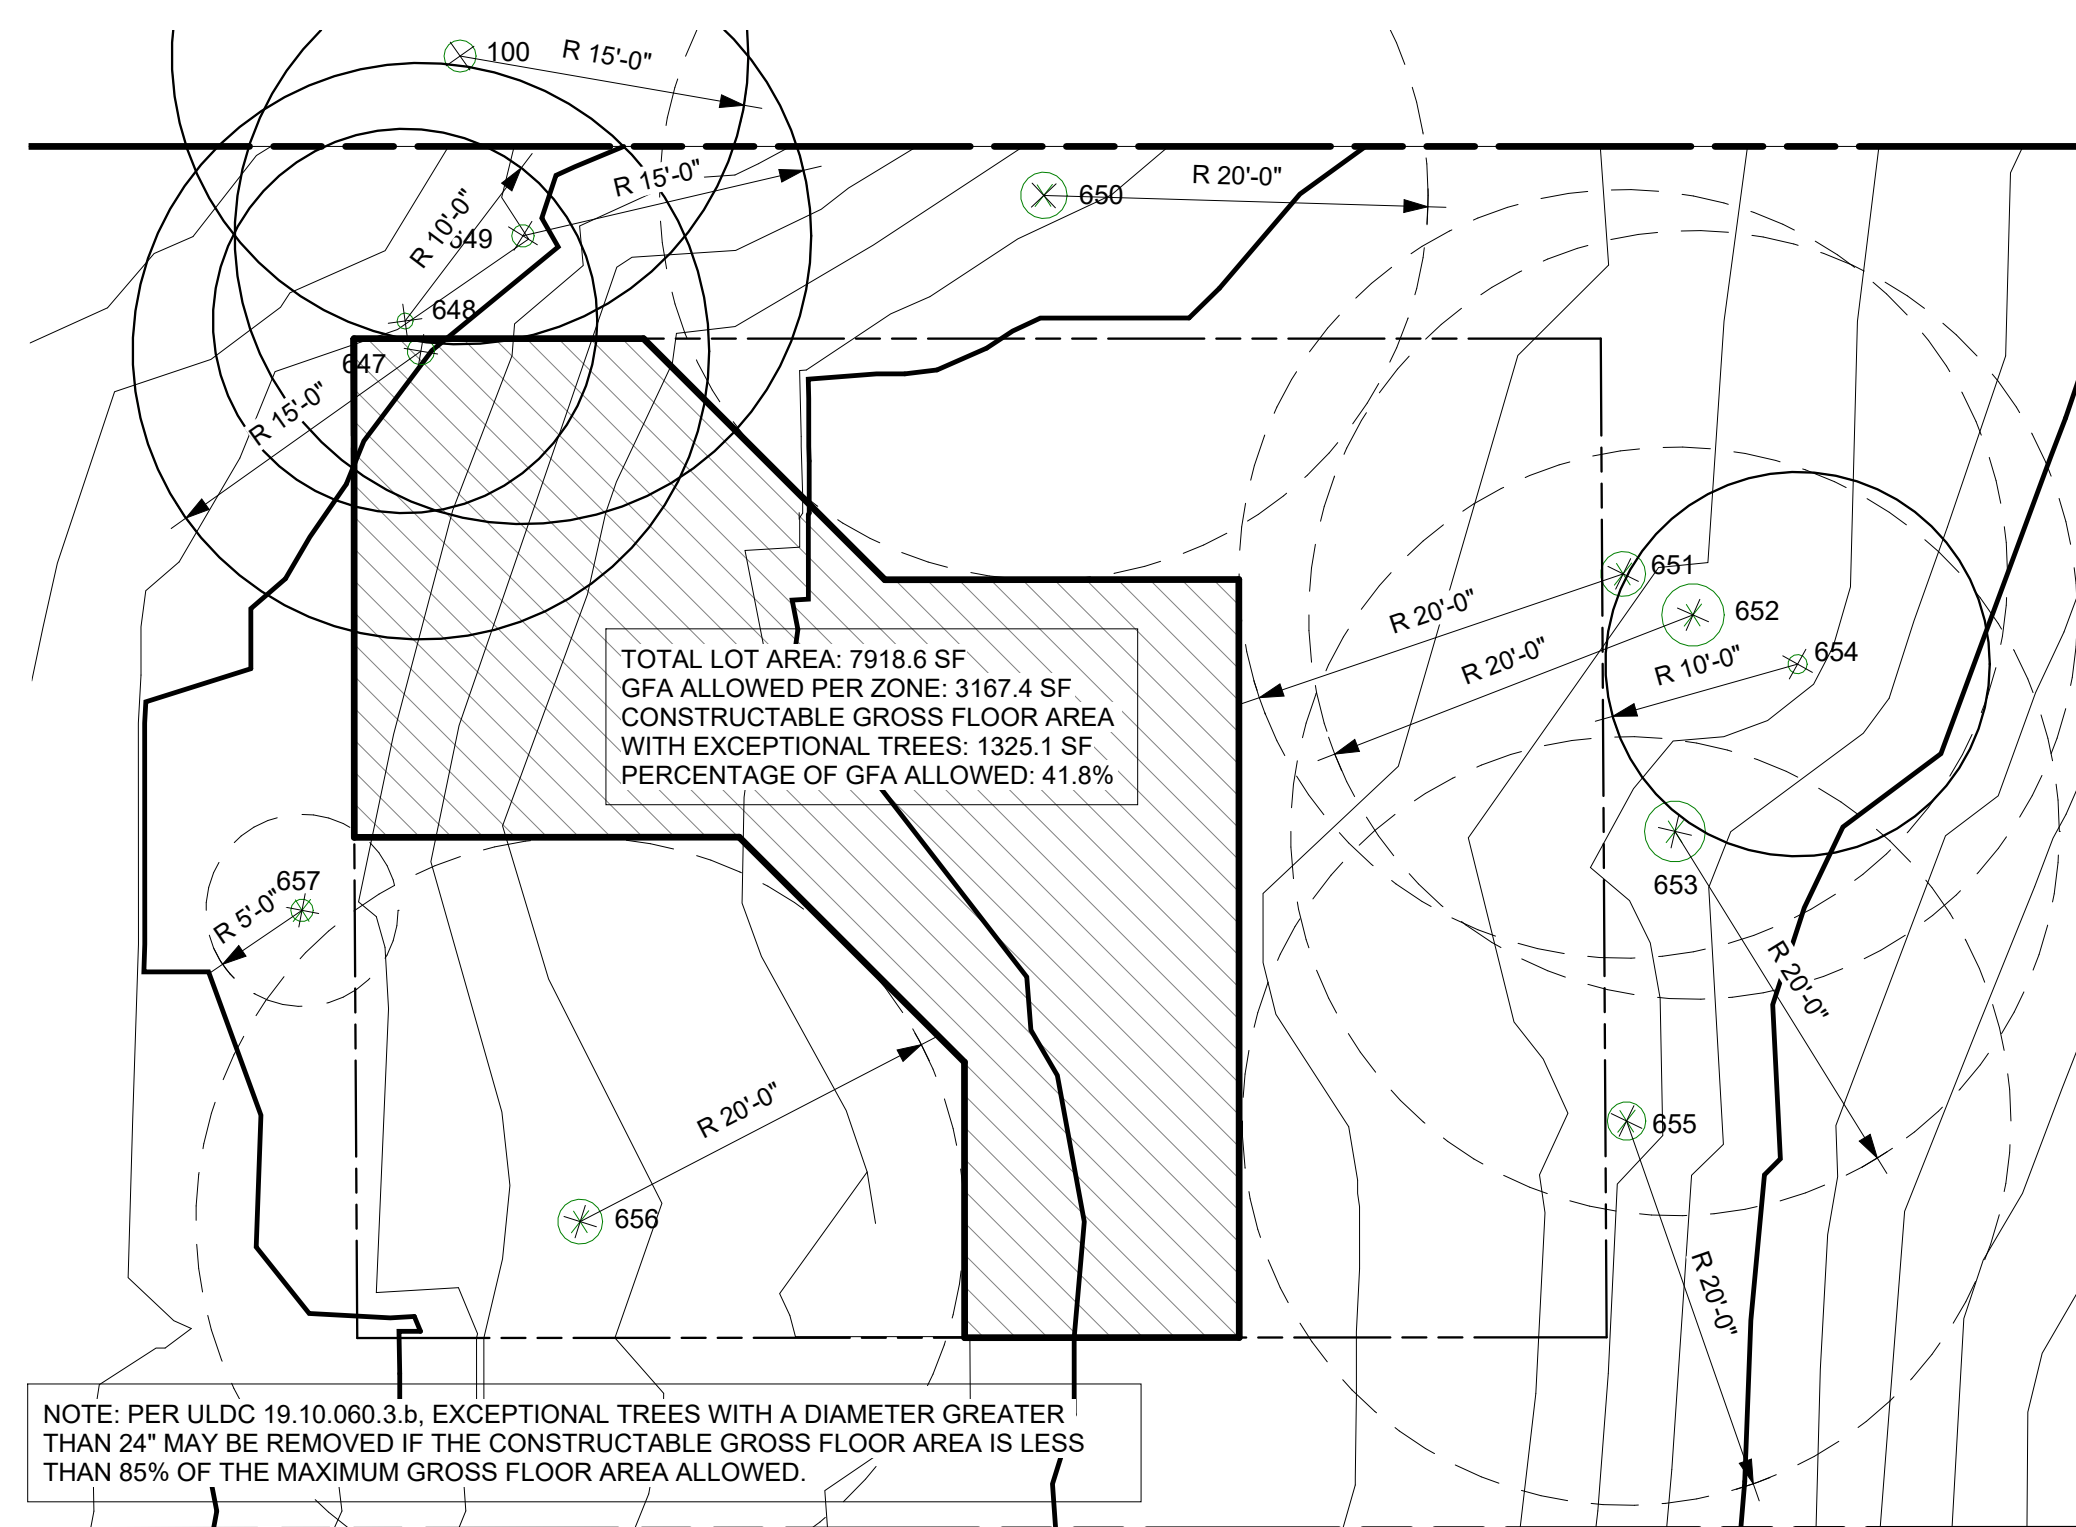 100
R 15'-0"
R 15'-0"
R 10'-0"
649
650
R 20'-0"
648
647
R 15'-0"
651
R 20'-0"
652
R 20'-0"
654
R 10'-0"
TOTAL LOT AREA: 7918.6 SF
GFA ALLOWED PER ZONE: 3167.4 SF
CONSTRUCTABLE GROSS FLOOR AREA
WITH EXCEPTIONAL TREES: 1325.1 SF
PERCENTAGE OF GFA ALLOWED: 41.8%
657
R 5'-0"
653
R 20'-0"
R 20'-0"
655
656
R 20'-0"
NOTE: PER ULDC 19.10.060.3.b, EXCEPTIONAL TREES WITH A DIAMETER GREATER
THAN 24" MAY BE REMOVED IF THE CONSTRUCTABLE GROSS FLOOR AREA IS LESS
THAN 85% OF THE MAXIMUM GROSS FLOOR AREA ALLOWED.